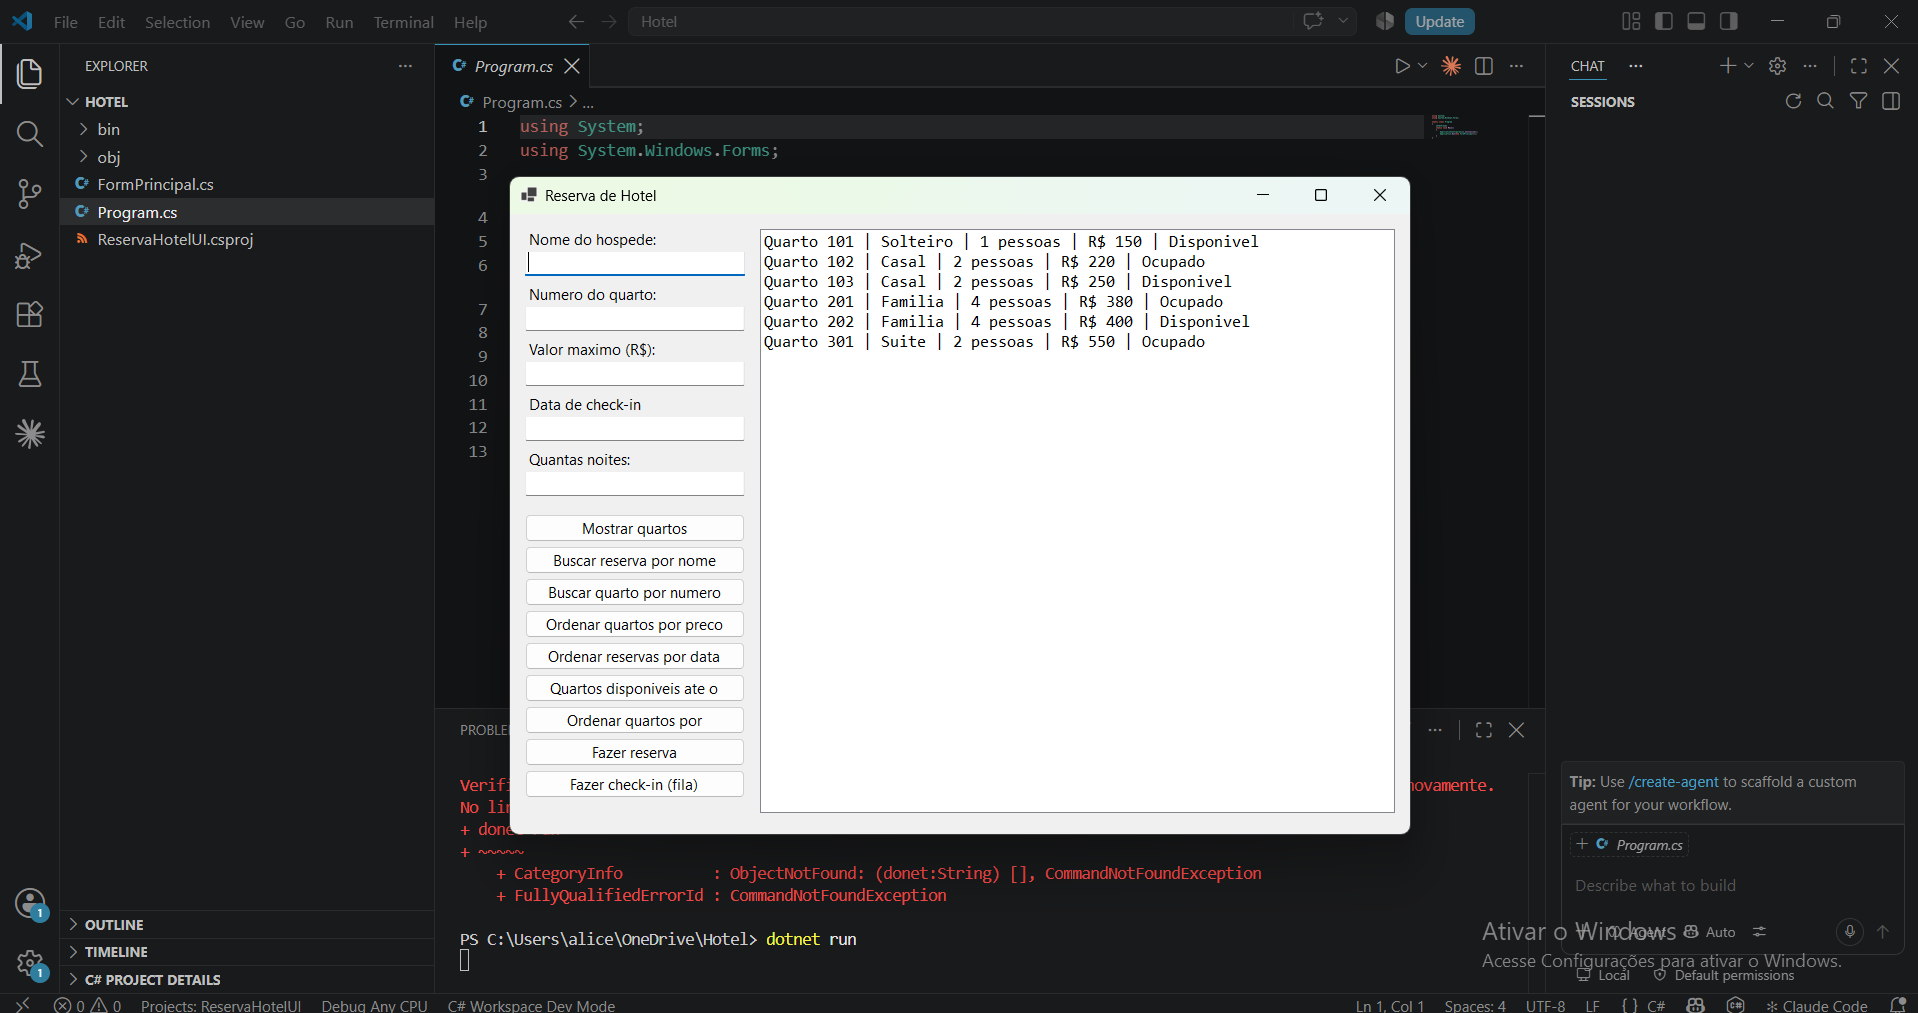 File Edit Selection View Go Run Terminal Help
Hotel
Update
EXPLORER
HOTEL
bin
obj
FormPrincipal.cs
Program.cs
ReservaHotelUI.csproj
OUTLINE
TIMELINE
C# PROJECT DETAILS
Program.cs
Program.cs > ...
1 using System;
2 using System.Windows.Forms;
3
4
5
6
7
8
9
10
11
12
13
Reserva de Hotel
Nome do hospede:
Numero do quarto:
Valor maximo (R$):
Data de check-in
Quantas noites:
Mostrar quartos
Buscar reserva por nome
Buscar quarto por numero
Ordenar quartos por preco
Ordenar reservas por data
Quartos disponiveis ate o
Ordenar quartos por
Fazer reserva
Fazer check-in (fila)
Quarto 101 | Solteiro | 1 pessoas | R$ 150 | Disponivel
Quarto 102 | Casal | 2 pessoas | R$ 220 | Ocupado
Quarto 103 | Casal | 2 pessoas | R$ 250 | Disponivel
Quarto 201 | Familia | 4 pessoas | R$ 380 | Ocupado
Quarto 202 | Familia | 4 pessoas | R$ 400 | Disponivel
Quarto 301 | Suite | 2 pessoas | R$ 550 | Ocupado
+ CategoryInfo : ObjectNotFound: (donet:String) [], CommandNotFoundException
+ FullyQualifiedErrorId : CommandNotFoundException
PS C:\Users\alice\OneDrive\Hotel> dotnet run
CHAT
SESSIONS
Tip: Use /create-agent to scaffold a custom
agent for your workflow.
Program.cs
Describe what to build
Agent Auto
Local Default permissions
Ativar o Windows
Acesse Configurações para ativar o Windows.
1
1
0 0 Projects: ReservaHotelUI Debug Any CPU C# Workspace Dev Mode
Ln 1, Col 1 Spaces: 4 UTF-8 LF { } C# Claude Code